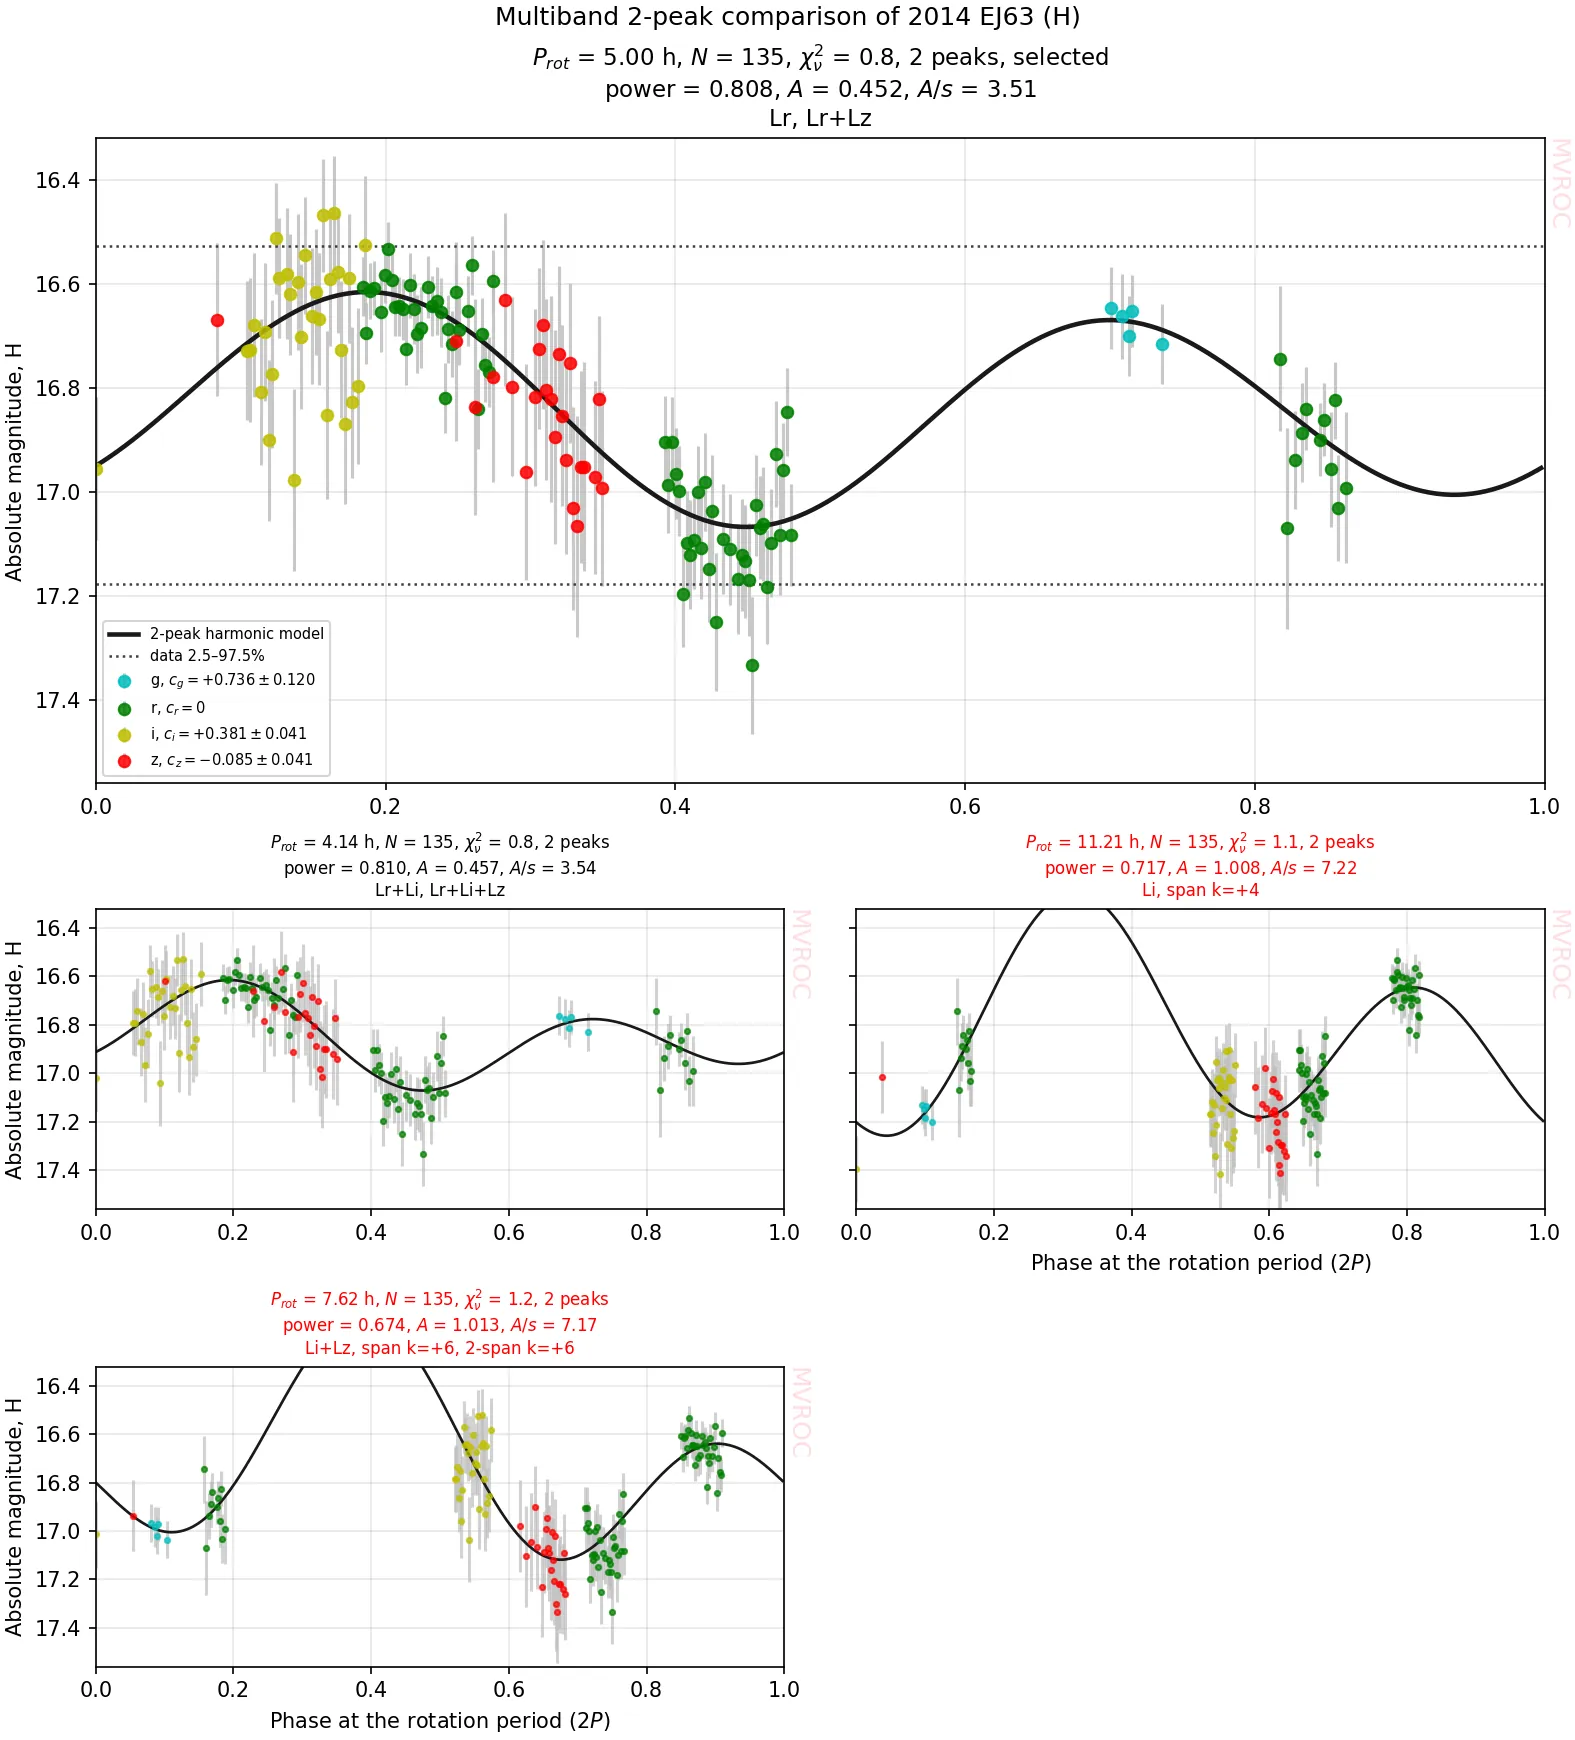 Multiband 2-peak comparison of 2014 EJ63 (H)
P_rot = 5.00 h, N = 135, χ²_ν = 0.8, 2 peaks, selected
power = 0.808, A = 0.452, A/s = 3.51
Lr, Lr+Lz
MVROC
Absolute magnitude, H
16.4
16.6
16.8
17.0
17.2
17.4
2-peak harmonic model
data 2.5–97.5%
g, c_g = +0.736 ± 0.120
r, c_r = 0
i, c_i = +0.381 ± 0.041
z, c_z = −0.085 ± 0.041
0.0 0.2 0.4 0.6 0.8 1.0
P_rot = 4.14 h, N = 135, χ²_ν = 0.8, 2 peaks
power = 0.810, A = 0.457, A/s = 3.54
Lr+Li, Lr+Li+Lz
MVROC
Absolute magnitude, H
16.4
16.6
16.8
17.0
17.2
17.4
0.0 0.2 0.4 0.6 0.8 1.0
P_rot = 11.21 h, N = 135, χ²_ν = 1.1, 2 peaks
power = 0.717, A = 1.008, A/s = 7.22
Li, span k=+4
MVROC
0.0 0.2 0.4 0.6 0.8 1.0
Phase at the rotation period (2P)
P_rot = 7.62 h, N = 135, χ²_ν = 1.2, 2 peaks
power = 0.674, A = 1.013, A/s = 7.17
Li+Lz, span k=+6, 2-span k=+6
MVROC
Absolute magnitude, H
16.4
16.6
16.8
17.0
17.2
17.4
0.0 0.2 0.4 0.6 0.8 1.0
Phase at the rotation period (2P)